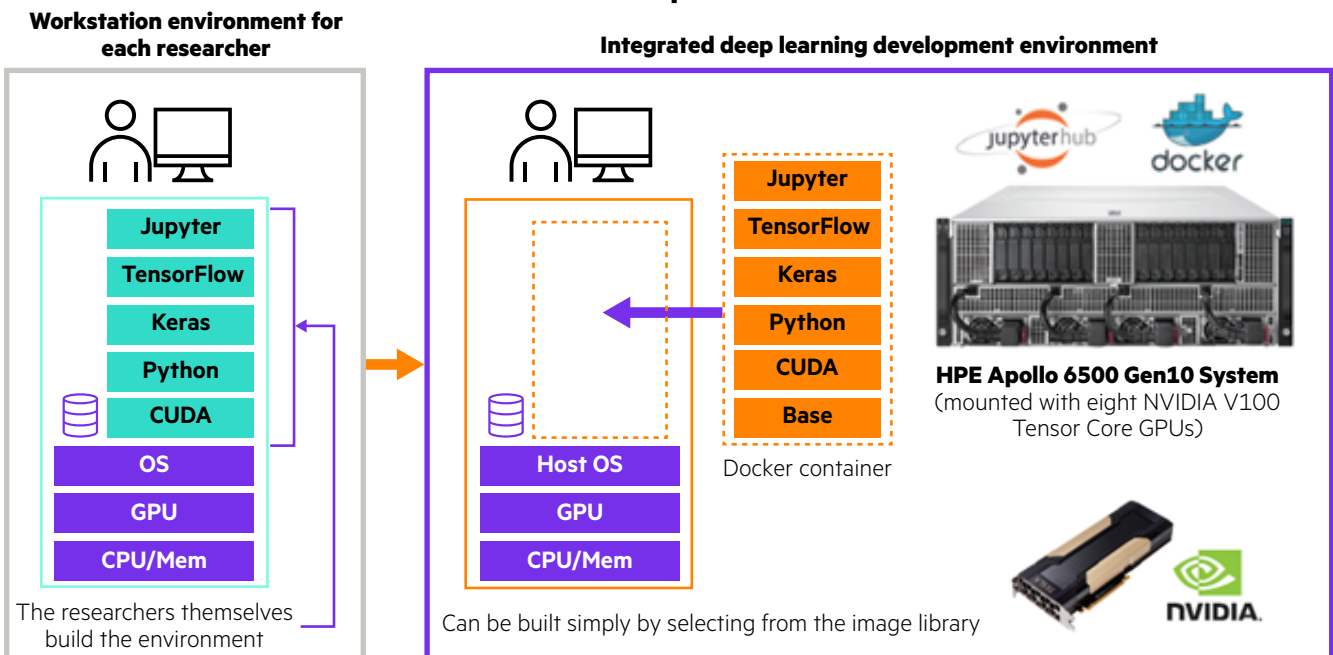 Workstation environment for
each researcher
Integrated deep learning development environment
Jupyter
TensorFlow
Keras
Python
CUDA
OS
GPU
CPU/Mem
The researchers themselves
build the environment
Host OS
GPU
CPU/Mem
Jupyter
TensorFlow
Keras
Python
CUDA
Base
Docker container
Can be built simply by selecting from the image library
jupyterhub
docker
HPE Apollo 6500 Gen10 System
(mounted with eight NVIDIA V100
Tensor Core GPUs)
NVIDIA.